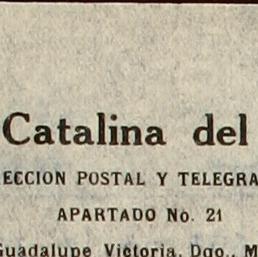 Catalina del
ECCION POSTAL Y TELEGRA
APARTADO No. 21
Guadalupe Victoria, Dgo., M